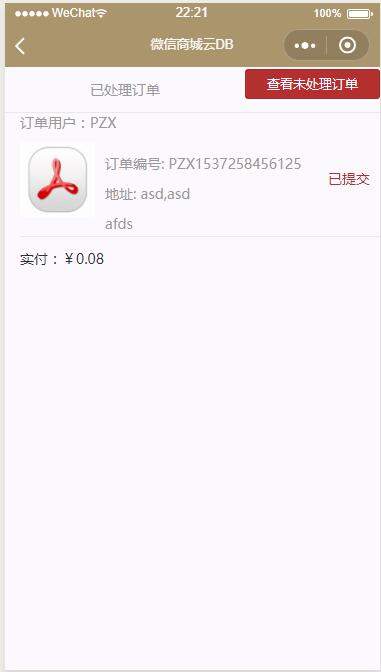 WeChat 22:21 100%
微信商城云DB
已处理订单 查看未处理订单
订单用户：PZX
订单编号: PZX1537258456125
地址: asd,asd
已提交
afds
实付：￥0.08